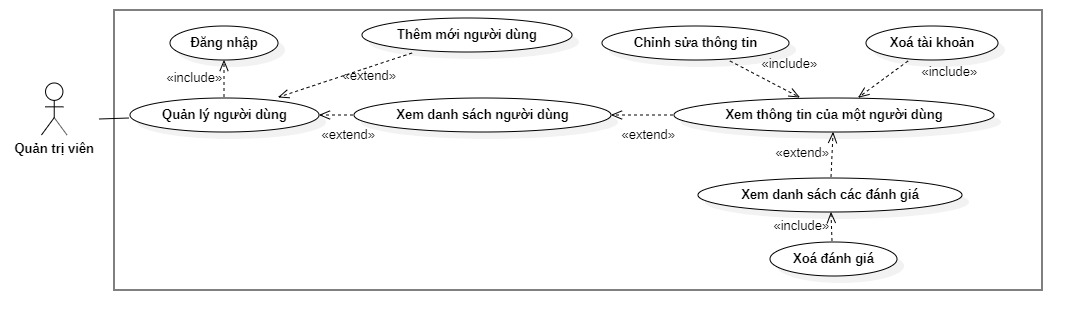 Đăng nhập
Thêm mới người dùng
Chỉnh sửa thông tin
Xoá tài khoản
«include»
«extend»
«include»
«include»
Quản trị viên
Quản lý người dùng
Xem danh sách người dùng
Xem thông tin của một người dùng
«extend»
«extend»
«extend»
Xem danh sách các đánh giá
«include»
Xoá đánh giá